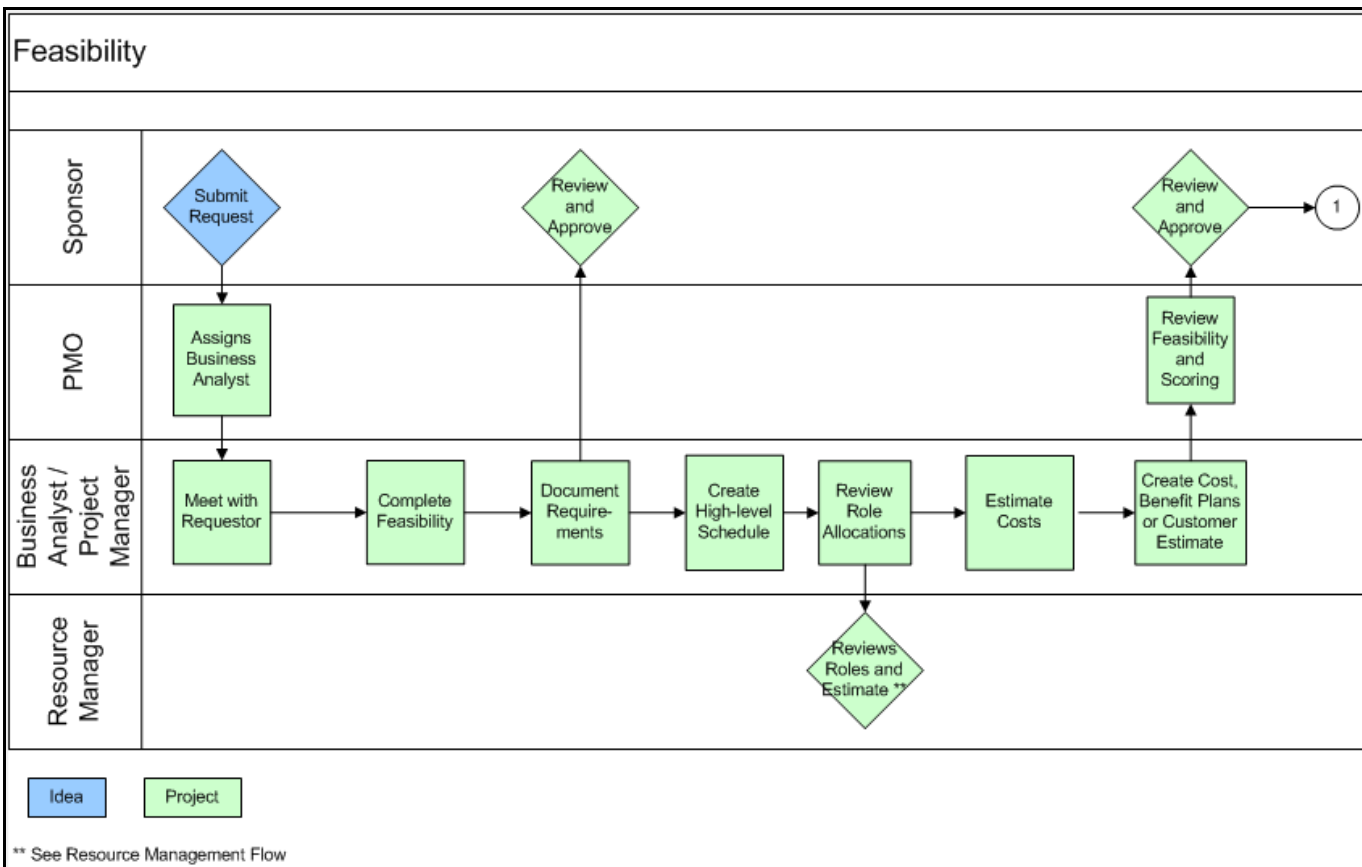 Feasibility
Sponsor
Submit
Request
Review
and
Approve
Review
and
Approve
1
PMO
Assigns
Business
Analyst
Review
Feasibility
and
Scoring
Business
Analyst /
Project
Manager
Meet with
Requestor
Complete
Feasibility
Document
Require-
ments
Create
High-level
Schedule
Review
Role
Allocations
Estimate
Costs
Create Cost,
Benefit Plans
or Customer
Estimate
Resource
Manager
Reviews
Roles and
Estimate **
Idea
Project
** See Resource Management Flow